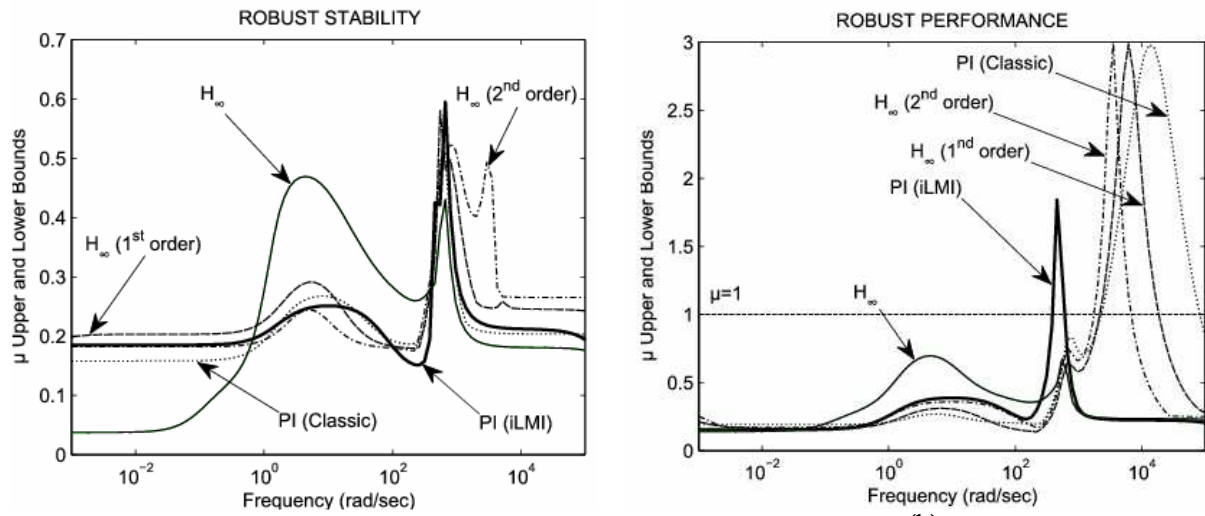 ROBUST STABILITY
0.7
0.6
0.5
0.4
0.3
0.2
0.1
0
μ Upper and Lower Bounds
H∞
H∞ (2nd order)
H∞ (1st order)
PI (Classic)
PI (iLMI)
10−2
100
102
104
Frequency (rad/sec)
ROBUST PERFORMANCE
3
2.5
2
1.5
1
0.5
0
μ Upper and Lower Bounds
PI (Classic)
H∞ (2nd order)
H∞ (1nd order)
PI (iLMI)
μ=1
H∞
10−2
100
102
104
Frequency (rad/sec)